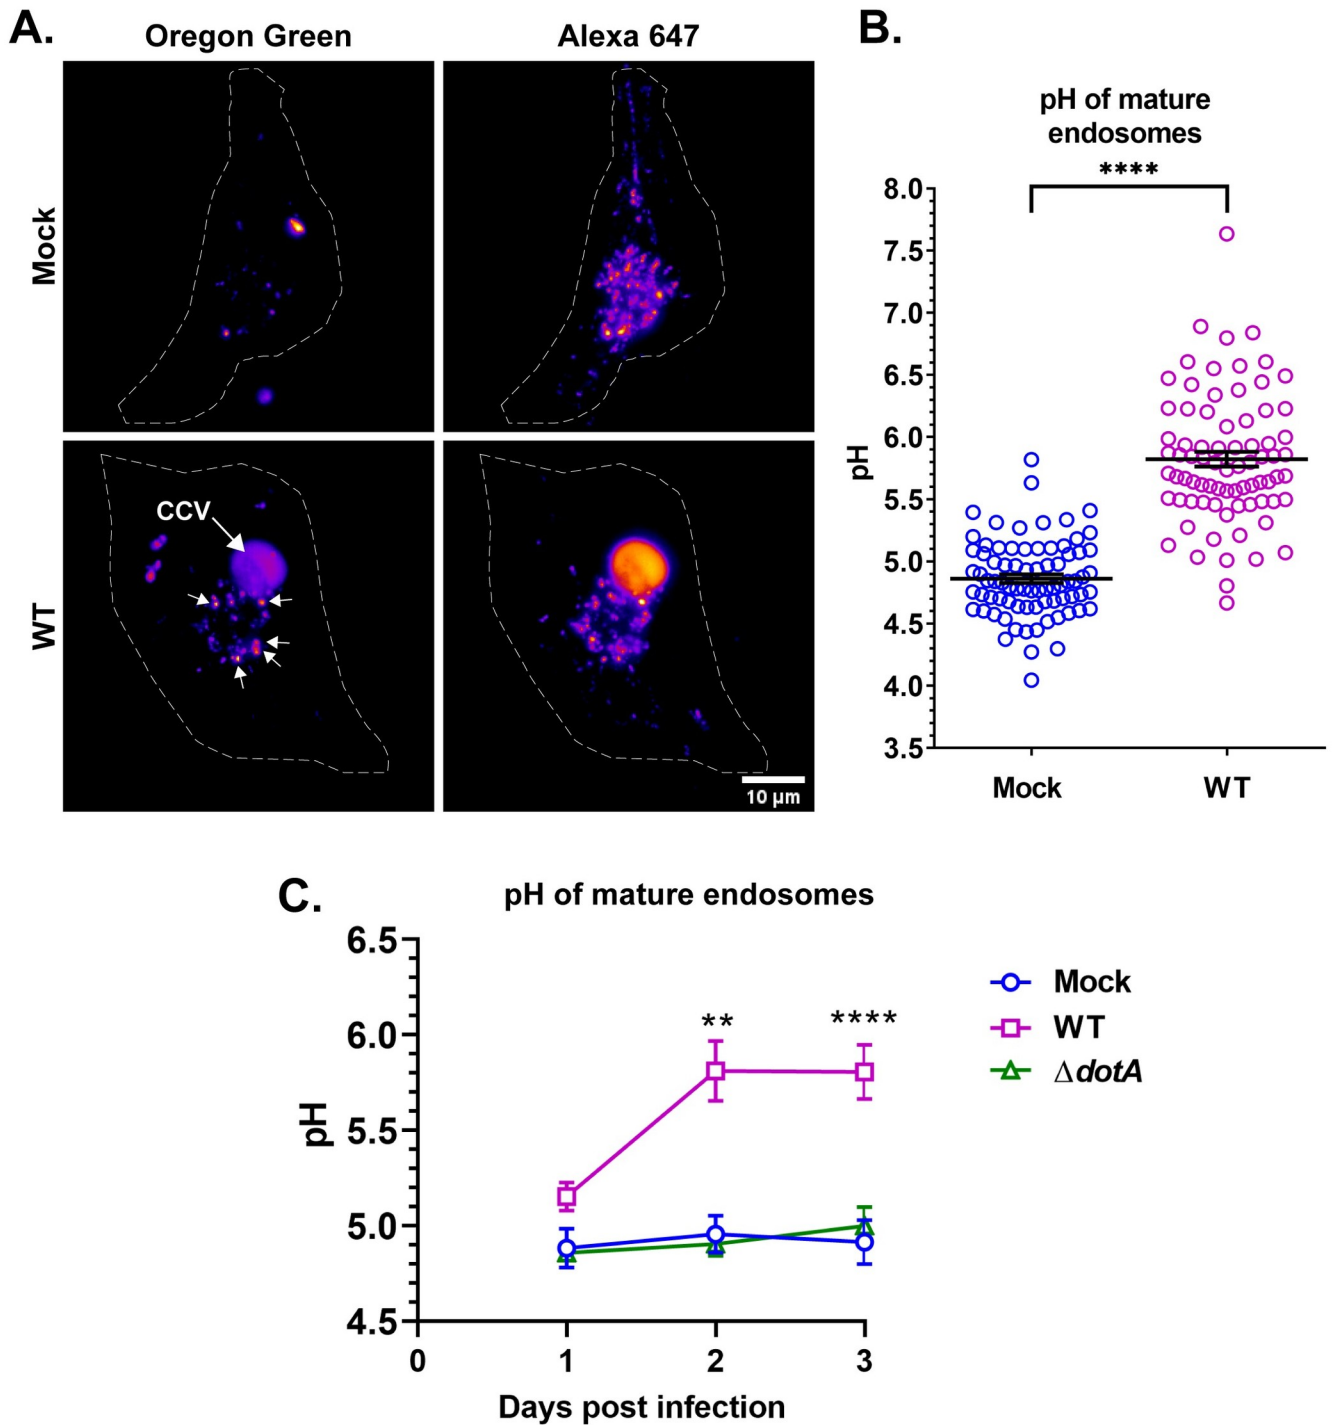 A.
Oregon Green
Alexa 647
Mock
WT
CCV
10 µm
B.
pH of mature
endosomes
****
pH
8.0
7.5
7.0
6.5
6.0
5.5
5.0
4.5
4.0
3.5
Mock
WT
C.
pH of mature endosomes
pH
6.5
6.0
5.5
5.0
4.5
**
****
0
1
2
3
Days post infection
Mock
WT
ΔdotA